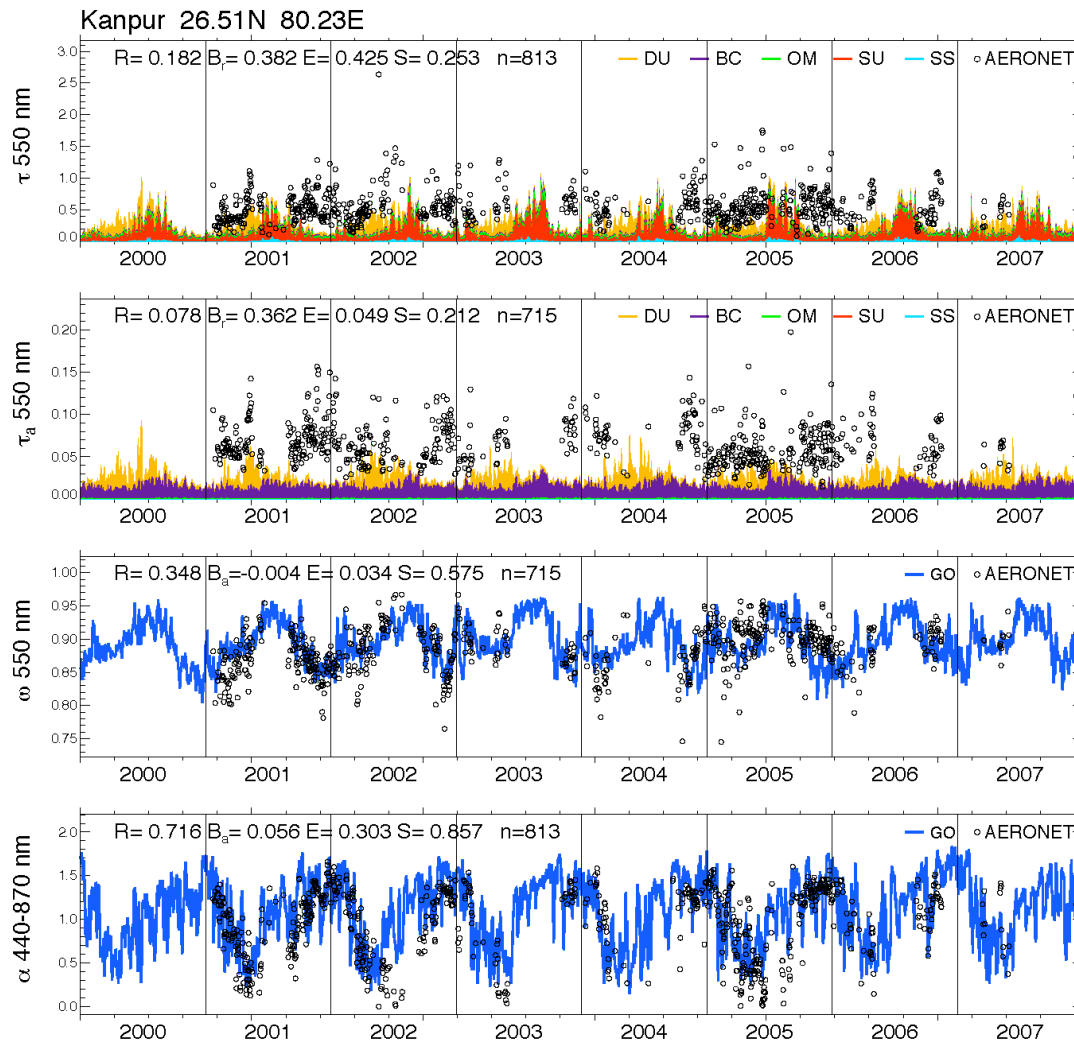 Kanpur 26.51N 80.23E
R= 0.182 Br= 0.382 E= 0.425 S= 0.253 n=813 DU BC OM SU SS AERONET
τ 550 nm
3.0
2.5
2.0
1.5
1.0
0.5
0.0
2000 2001 2002 2003 2004 2005 2006 2007
R= 0.078 Br= 0.362 E= 0.049 S= 0.212 n=715 DU BC OM SU SS AERONET
τa 550 nm
0.20
0.15
0.10
0.05
0.00
2000 2001 2002 2003 2004 2005 2006 2007
R= 0.348 Ba=-0.004 E= 0.034 S= 0.575 n=715 GO AERONET
ω 550 nm
1.00
0.95
0.90
0.85
0.80
0.75
2000 2001 2002 2003 2004 2005 2006 2007
R= 0.716 Ba= 0.056 E= 0.303 S= 0.857 n=813 GO AERONET
α 440-870 nm
2.0
1.5
1.0
0.5
0.0
2000 2001 2002 2003 2004 2005 2006 2007